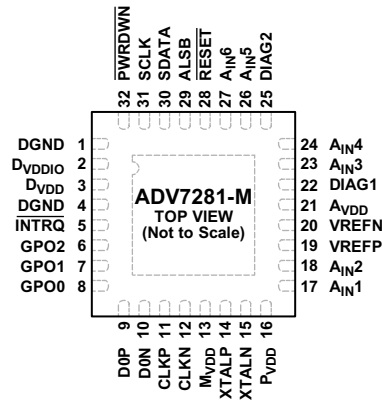 32 PWRDWN
31 SCLK
30 SDATA
29 ALSB
28 RESET
27 AIN6
26 AIN5
25 DIAG2
DGND 1
DVDDIO 2
DVDD 3
DGND 4
INTRQ 5
GPO2 6
GPO1 7
GPO0 8
ADV7281-M
TOP VIEW
(Not to Scale)
24 AIN4
23 AIN3
22 DIAG1
21 AVDD
20 VREFN
19 VREFP
18 AIN2
17 AIN1
D0P 9
D0N 10
CLKP 11
CLKN 12
MVDD 13
XTALP 14
XTALN 15
PVDD 16